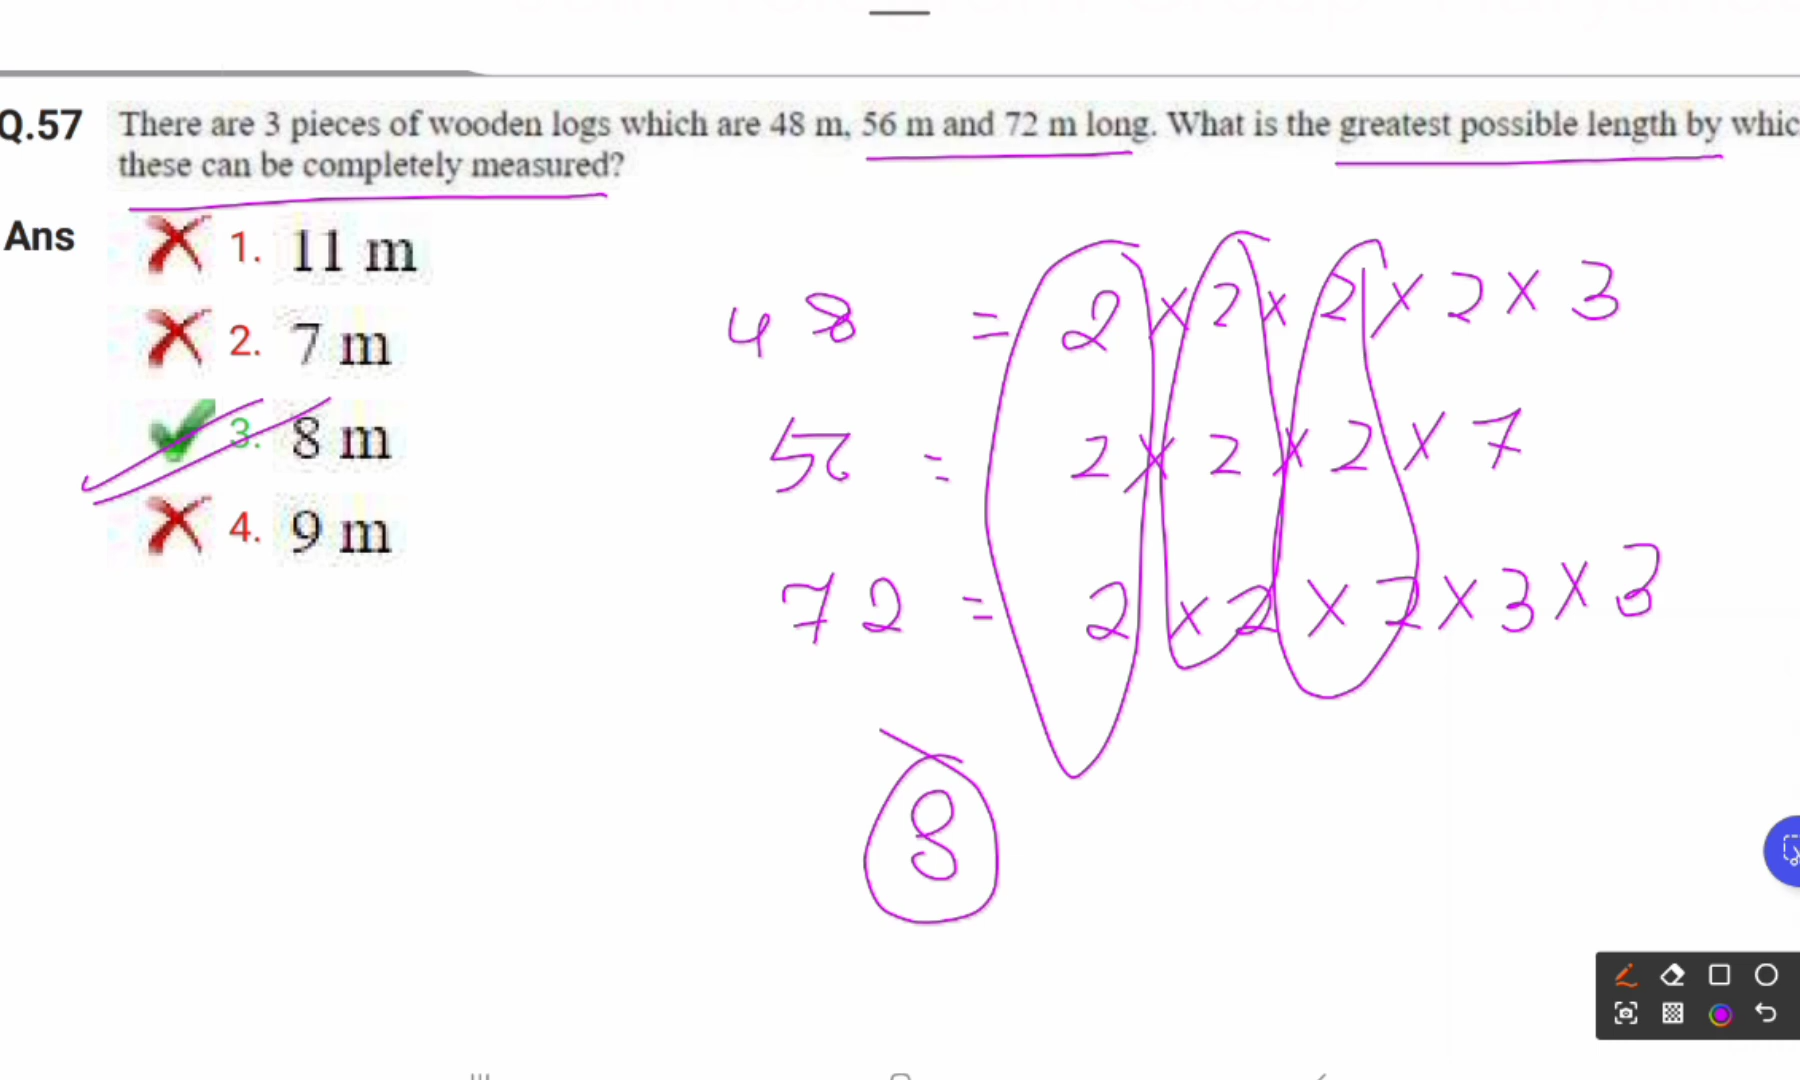 Q.57 There are 3 pieces of wooden logs which are 48 m, 56 m and 72 m long. What is the greatest possible length by whic
these can be completely measured?
Ans
1. 11 m
2. 7 m
3. 8 m
4. 9 m
48 = 2 × 2 × 2 × 2 × 3
56 = 2 × 2 × 2 × 7
72 = 2 × 2 × 2 × 3 × 3
8